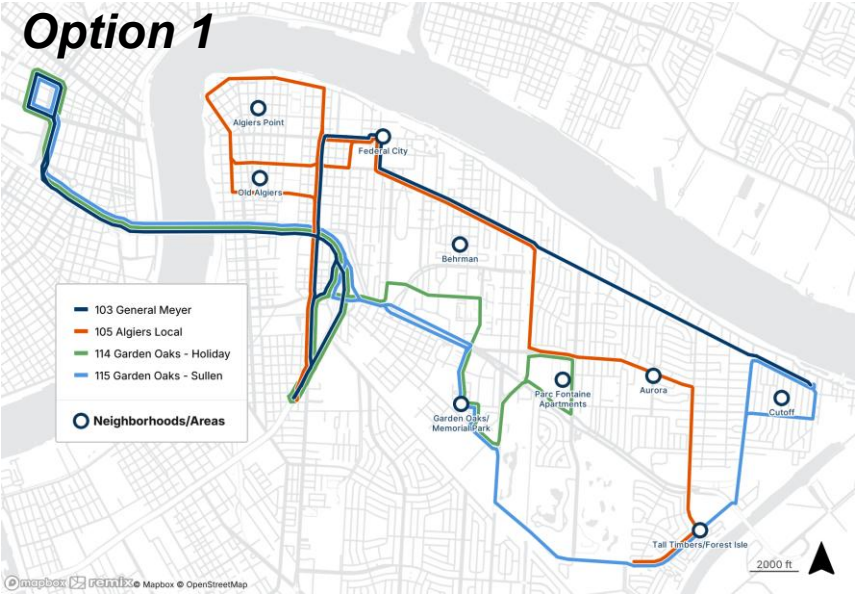 Option 1
Algiers Point
Federal City
Old Algiers
Behrman
103 General Meyer
105 Algiers Local
114 Garden Oaks - Holiday
115 Garden Oaks - Sullen
Neighborhoods/Areas
Parc Fontaine
Apartments
Aurora
Garden Oaks/
Memorial Park
Cutoff
Tall Timbers/Forest Isle
2000 ft
mapbox remix © Mapbox © OpenStreetMap